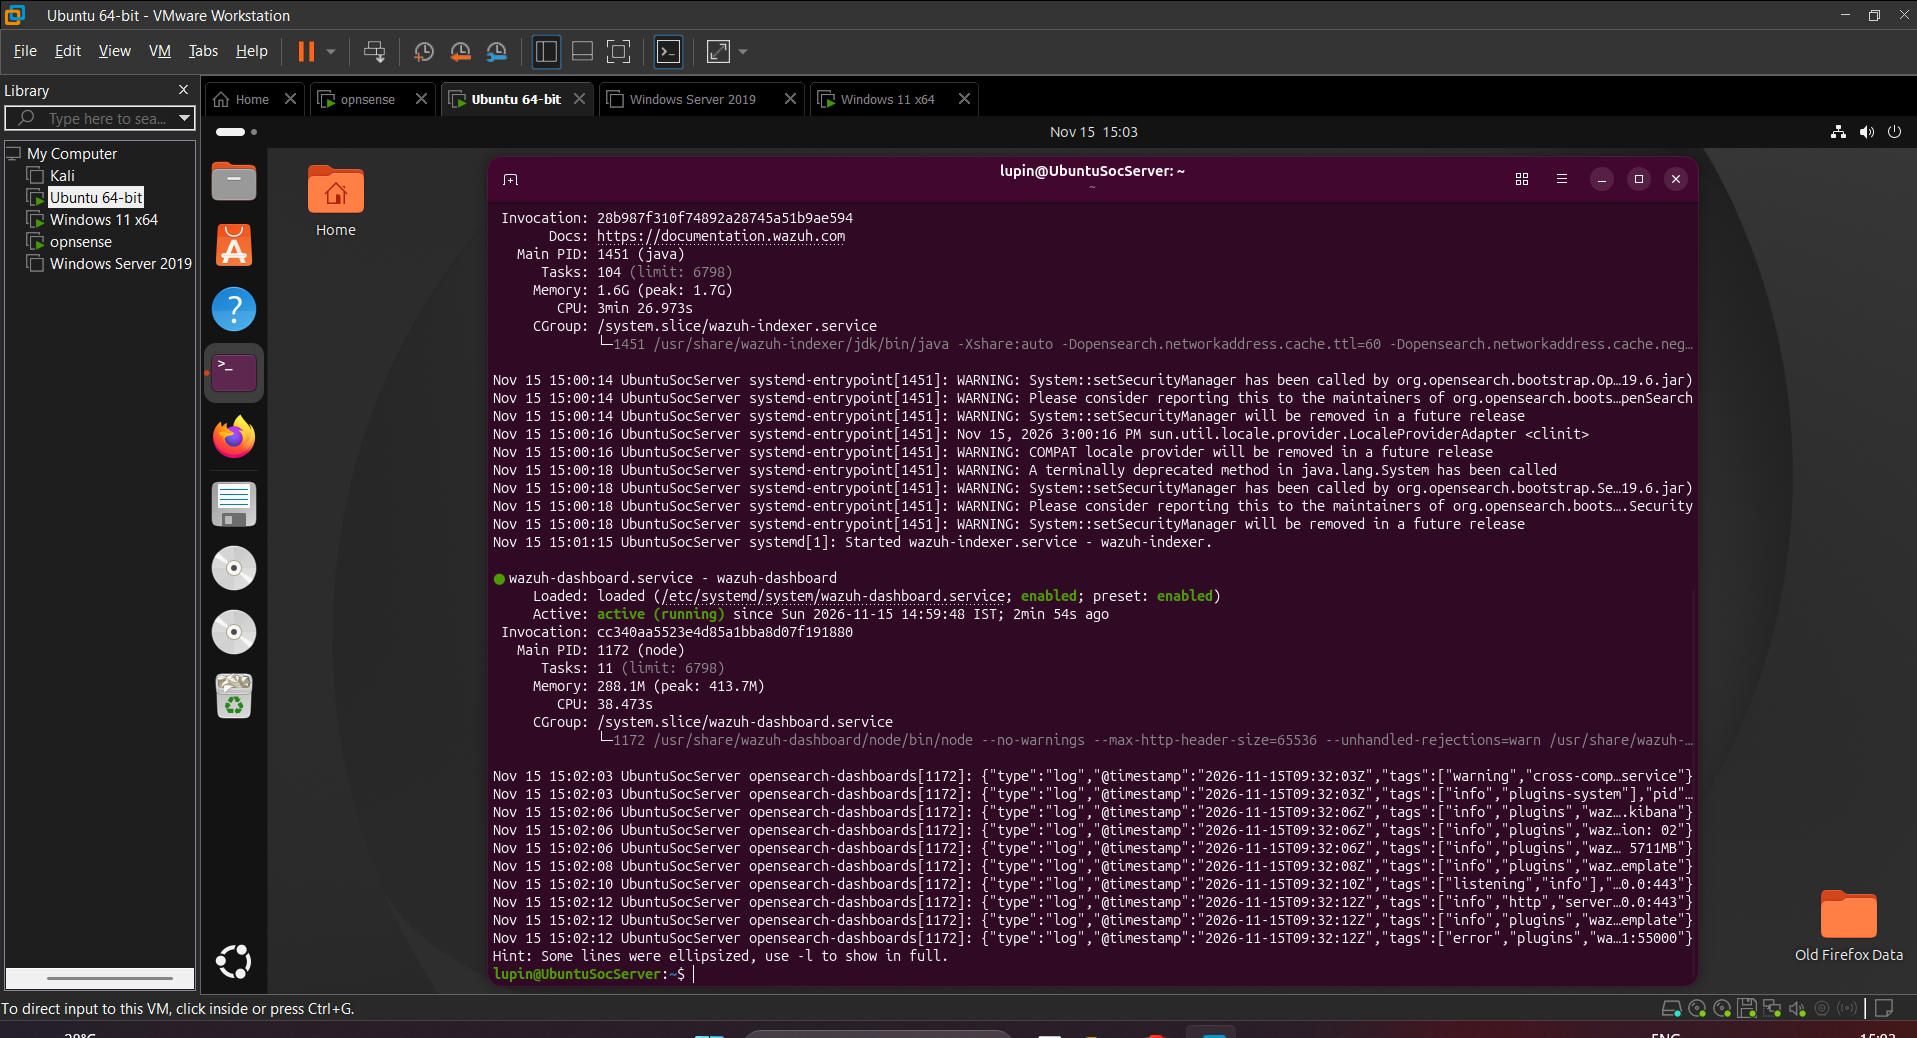 Ubuntu 64-bit - VMware Workstation
File Edit View VM Tabs Help
Library
Type here to sea...
My Computer
Kali
Ubuntu 64-bit
Windows 11 x64
opnsense
Windows Server 2019
Home
opnsense
Ubuntu 64-bit
Windows Server 2019
Windows 11 x64
Nov 15 15:03
Home
lupin@UbuntuSocServer: ~
~
Invocation: 28b987f310f74892a28745a51b9ae594
Docs: https://documentation.wazuh.com
Main PID: 1451 (java)
Tasks: 104 (limit: 6798)
Memory: 1.6G (peak: 1.7G)
CPU: 3min 26.973s
CGroup: /system.slice/wazuh-indexer.service
└─1451 /usr/share/wazuh-indexer/jdk/bin/java -Xshare:auto -Dopensearch.networkaddress.cache.ttl=60 -Dopensearch.networkaddress.cache.neg…
Nov 15 15:00:14 UbuntuSocServer systemd-entrypoint[1451]: WARNING: System::setSecurityManager has been called by org.opensearch.bootstrap.Op…19.6.jar)
Nov 15 15:00:14 UbuntuSocServer systemd-entrypoint[1451]: WARNING: Please consider reporting this to the maintainers of org.opensearch.boots…penSearch
Nov 15 15:00:14 UbuntuSocServer systemd-entrypoint[1451]: WARNING: System::setSecurityManager will be removed in a future release
Nov 15 15:00:16 UbuntuSocServer systemd-entrypoint[1451]: Nov 15, 2026 3:00:16 PM sun.util.locale.provider.LocaleProviderAdapter <clinit>
Nov 15 15:00:16 UbuntuSocServer systemd-entrypoint[1451]: WARNING: COMPAT locale provider will be removed in a future release
Nov 15 15:00:18 UbuntuSocServer systemd-entrypoint[1451]: WARNING: A terminally deprecated method in java.lang.System has been called
Nov 15 15:00:18 UbuntuSocServer systemd-entrypoint[1451]: WARNING: System::setSecurityManager has been called by org.opensearch.bootstrap.Se…19.6.jar)
Nov 15 15:00:18 UbuntuSocServer systemd-entrypoint[1451]: WARNING: Please consider reporting this to the maintainers of org.opensearch.boots….Security
Nov 15 15:00:18 UbuntuSocServer systemd-entrypoint[1451]: WARNING: System::setSecurityManager will be removed in a future release
Nov 15 15:01:15 UbuntuSocServer systemd[1]: Started wazuh-indexer.service - wazuh-indexer.
● wazuh-dashboard.service - wazuh-dashboard
Loaded: loaded (/etc/systemd/system/wazuh-dashboard.service; enabled; preset: enabled)
Active: active (running) since Sun 2026-11-15 14:59:48 IST; 2min 54s ago
Invocation: cc340aa5523e4d85a1bba8d07f191880
Main PID: 1172 (node)
Tasks: 11 (limit: 6798)
Memory: 288.1M (peak: 413.7M)
CPU: 38.473s
CGroup: /system.slice/wazuh-dashboard.service
└─1172 /usr/share/wazuh-dashboard/node/bin/node --no-warnings --max-http-header-size=65536 --unhandled-rejections=warn /usr/share/wazuh-…
Nov 15 15:02:03 UbuntuSocServer opensearch-dashboards[1172]: {"type":"log","@timestamp":"2026-11-15T09:32:03Z","tags":["warning","cross-comp…service"}
Nov 15 15:02:03 UbuntuSocServer opensearch-dashboards[1172]: {"type":"log","@timestamp":"2026-11-15T09:32:03Z","tags":["info","plugins-system"],"pid"…
Nov 15 15:02:06 UbuntuSocServer opensearch-dashboards[1172]: {"type":"log","@timestamp":"2026-11-15T09:32:06Z","tags":["info","plugins","waz….kibana"}
Nov 15 15:02:06 UbuntuSocServer opensearch-dashboards[1172]: {"type":"log","@timestamp":"2026-11-15T09:32:06Z","tags":["info","plugins","waz…ion: 02"}
Nov 15 15:02:06 UbuntuSocServer opensearch-dashboards[1172]: {"type":"log","@timestamp":"2026-11-15T09:32:06Z","tags":["info","plugins","waz… 5711MB"}
Nov 15 15:02:08 UbuntuSocServer opensearch-dashboards[1172]: {"type":"log","@timestamp":"2026-11-15T09:32:08Z","tags":["info","plugins","waz…emplate"}
Nov 15 15:02:10 UbuntuSocServer opensearch-dashboards[1172]: {"type":"log","@timestamp":"2026-11-15T09:32:10Z","tags":["listening","info"],"…0.0:443"}
Nov 15 15:02:12 UbuntuSocServer opensearch-dashboards[1172]: {"type":"log","@timestamp":"2026-11-15T09:32:12Z","tags":["info","http","server…0.0:443"}
Nov 15 15:02:12 UbuntuSocServer opensearch-dashboards[1172]: {"type":"log","@timestamp":"2026-11-15T09:32:12Z","tags":["info","plugins","waz…emplate"}
Nov 15 15:02:12 UbuntuSocServer opensearch-dashboards[1172]: {"type":"log","@timestamp":"2026-11-15T09:32:12Z","tags":["error","plugins","wa…1:55000"}
Hint: Some lines were ellipsized, use -l to show in full.
lupin@UbuntuSocServer:~$
Old Firefox Data
To direct input to this VM, click inside or press Ctrl+G.